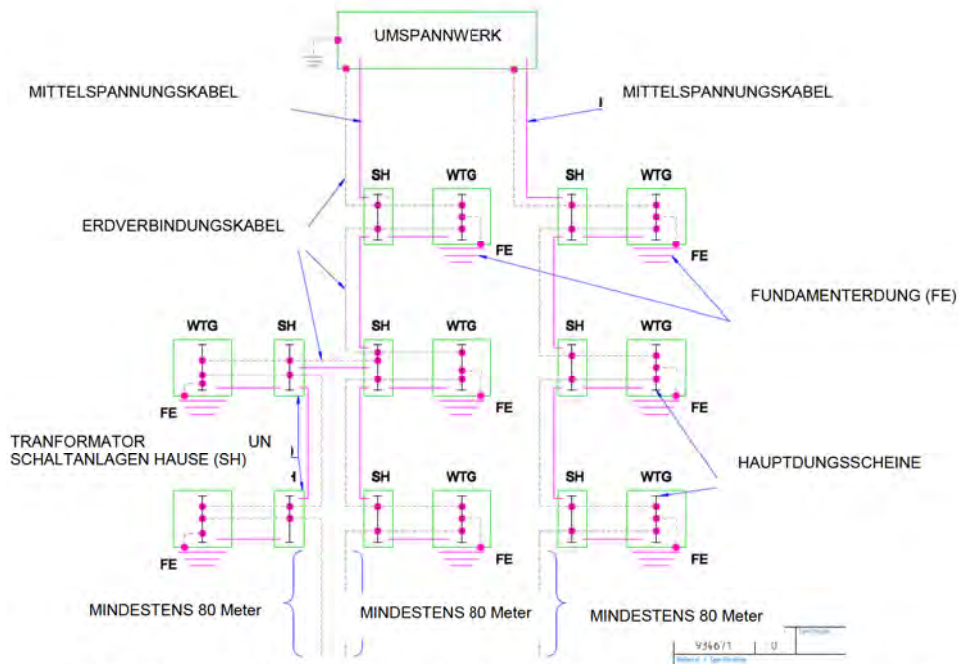 UMSPANNWERK
MITTELSPANNUNGSKABEL
MITTELSPANNUNGSKABEL
SH WTG SH WTG
ERDVERBINDUNGSKABEL
FE FE
FUNDAMENTERDUNG (FE)
WTG SH SH WTG SH WTG
FE FE FE
TRANFORMATOR UN
SCHALTANLAGEN HAUSE (SH)
HAUPTDUNGSSCHEINE
SH WTG SH WTG
FE FE FE
MINDESTENS 80 Meter MINDESTENS 80 Meter MINDESTENS 80 Meter
934671 0